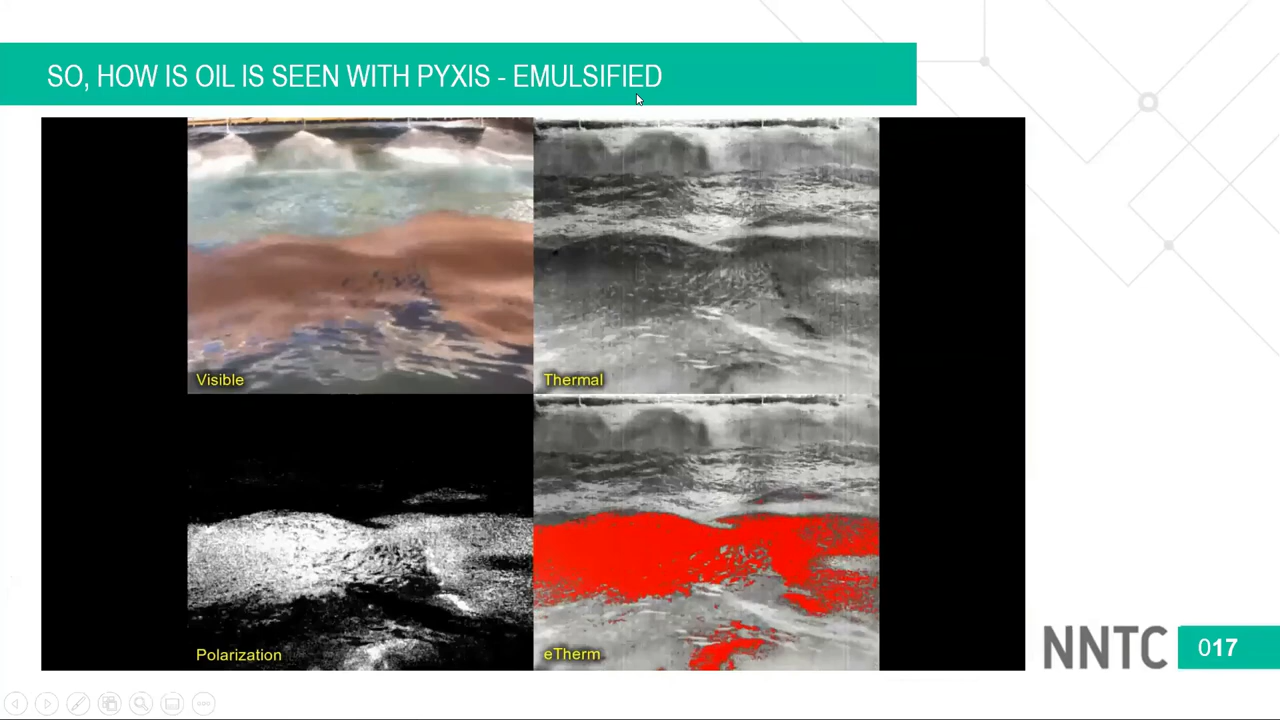 SO, HOW IS OIL IS SEEN WITH PYXIS - EMULSIFIED
Visible
Thermal
Polarization
eTherm
NNTC
017